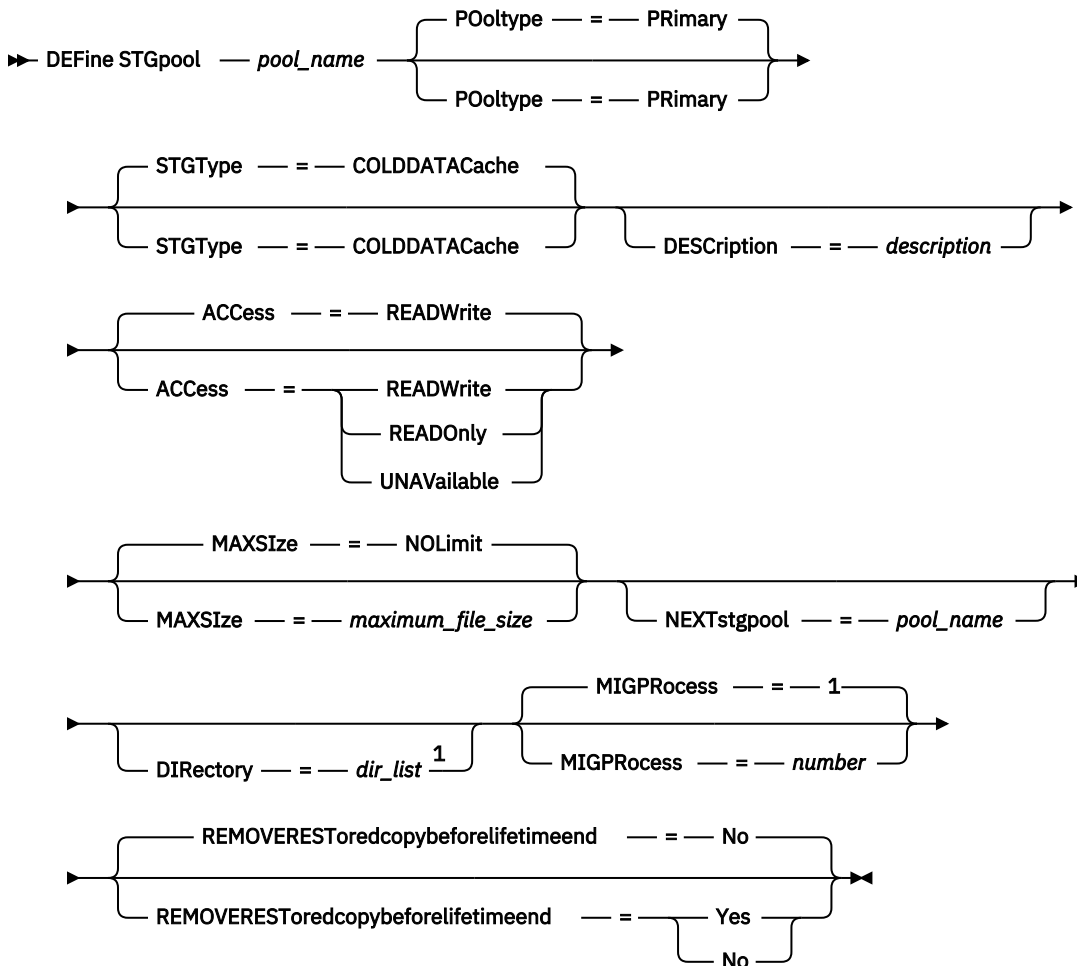 POoltype = PRimary
DEFine STGpool pool_name
POoltype = PRimary
STGType = COLDDATACache
STGType = COLDDATACache
DESCription = description
ACCess = READWrite
ACCess = READWrite
READOnly
UNAVailable
MAXSIze = NOLimit
MAXSIze = maximum_file_size
NEXTstgpool = pool_name
MIGPRocess = 1
DIRectory = dir_list 1
MIGPRocess = number
REMOVERESToredcopybeforelifetimeend = No
REMOVERESToredcopybeforelifetimeend = Yes
No